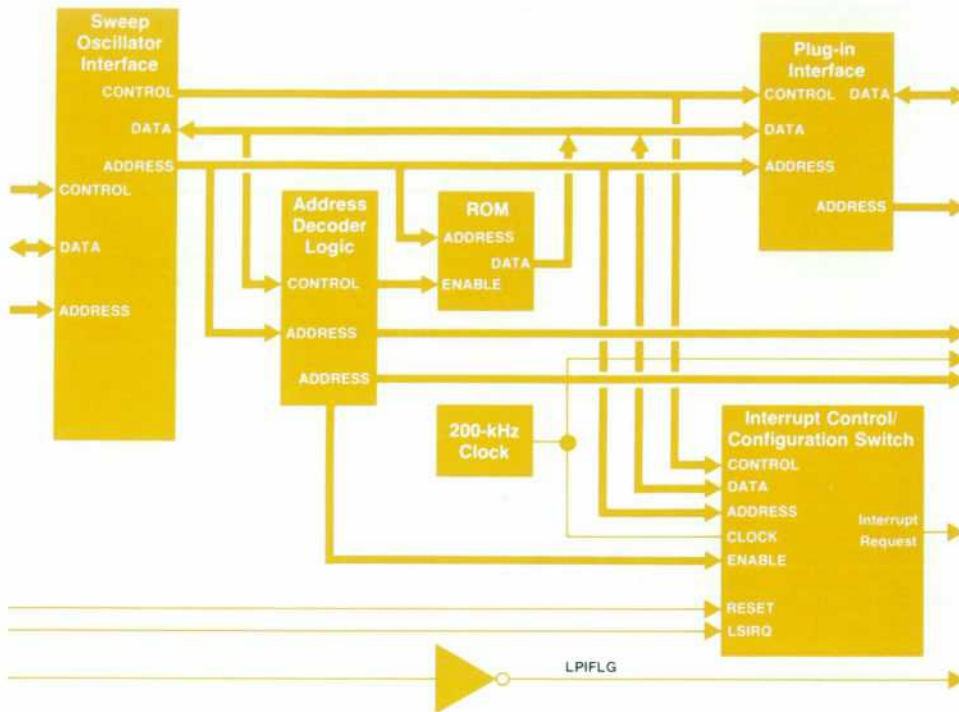 Sweep
Oscillator
Interface
CONTROL
DATA
ADDRESS
CONTROL
DATA
ADDRESS
Address
Decoder
Logic
CONTROL
ADDRESS
ADDRESS
ROM
ADDRESS
DATA
ENABLE
200-kHz
Clock
Plug-in
Interface
CONTROL DATA
DATA
ADDRESS
ADDRESS
Interrupt Control/
Configuration Switch
CONTROL
DATA
ADDRESS
CLOCK
ENABLE
Interrupt
Request
RESET
LSIRQ
LPIFLG